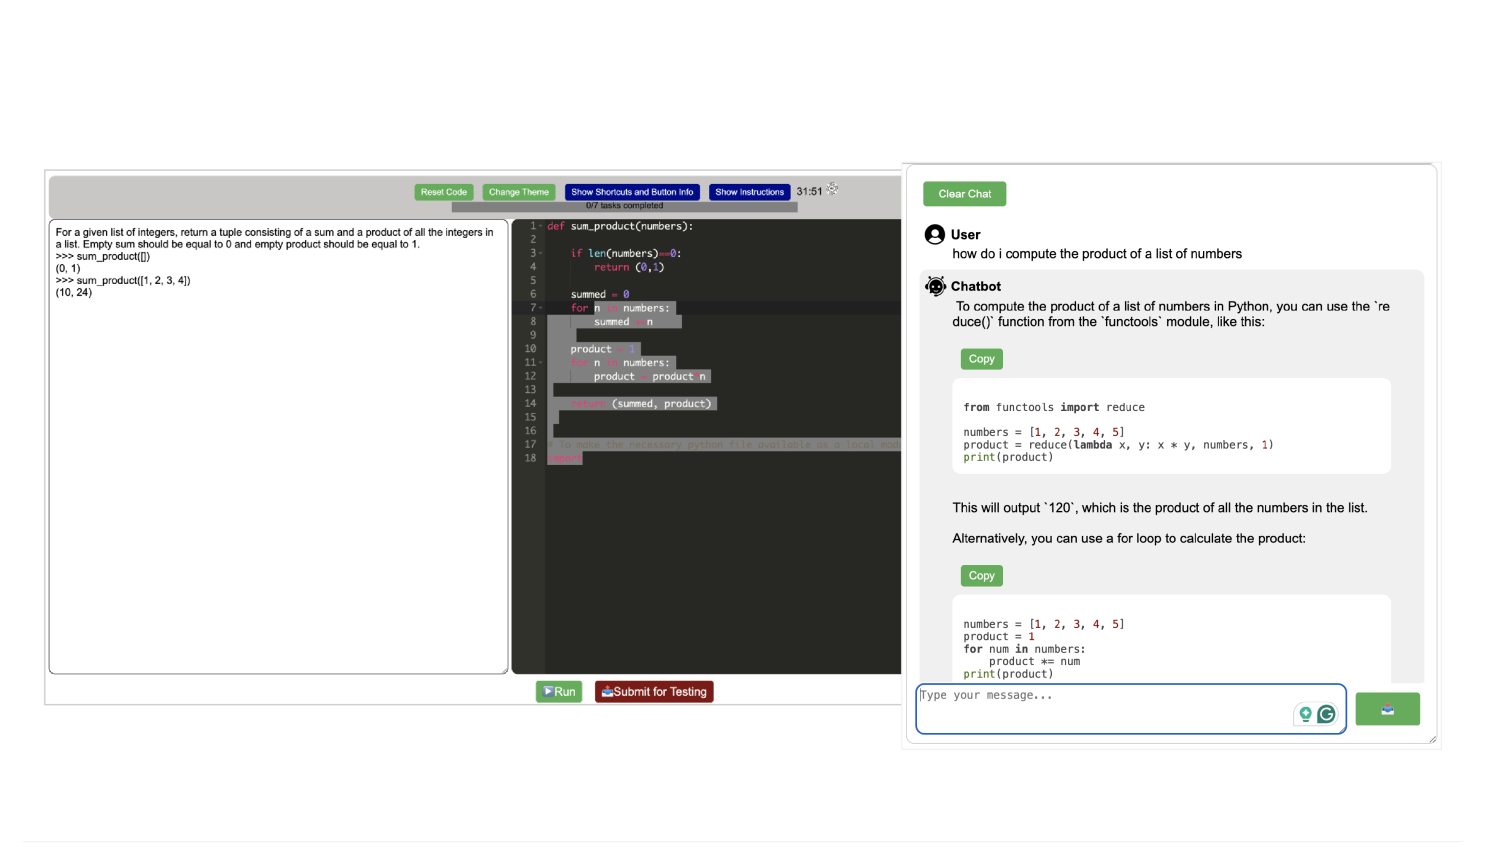 Reset Code Change Theme Show Shortcuts and Button Info Show Instructions 31:51
0/7 tasks completed
For a given list of integers, return a tuple consisting of a sum and a product of all the integers in
a list. Empty sum should be equal to 0 and empty product should be equal to 1.
>>> sum_product([])
(0, 1)
>>> sum_product([1, 2, 3, 4])
(10, 24)
1 def sum_product(numbers):
2
3 if len(numbers)==0:
4 return (0,1)
5
6 summed = 0
7 for n in numbers:
8 summed + n
9
10 product = 1
11 for n in numbers:
12 product = product*n
13
14 return (summed, product)
15
16
17 # To make the necessary python file available as a local mod
18 import
Run Submit for Testing
Clear Chat
User
how do i compute the product of a list of numbers
Chatbot
To compute the product of a list of numbers in Python, you can use the `re
duce()` function from the `functools` module, like this:
Copy
from functools import reduce
numbers = [1, 2, 3, 4, 5]
product = reduce(lambda x, y: x * y, numbers, 1)
print(product)
This will output `120`, which is the product of all the numbers in the list.
Alternatively, you can use a for loop to calculate the product:
Copy
numbers = [1, 2, 3, 4, 5]
product = 1
for num in numbers:
product *= num
print(product)
Type your message...